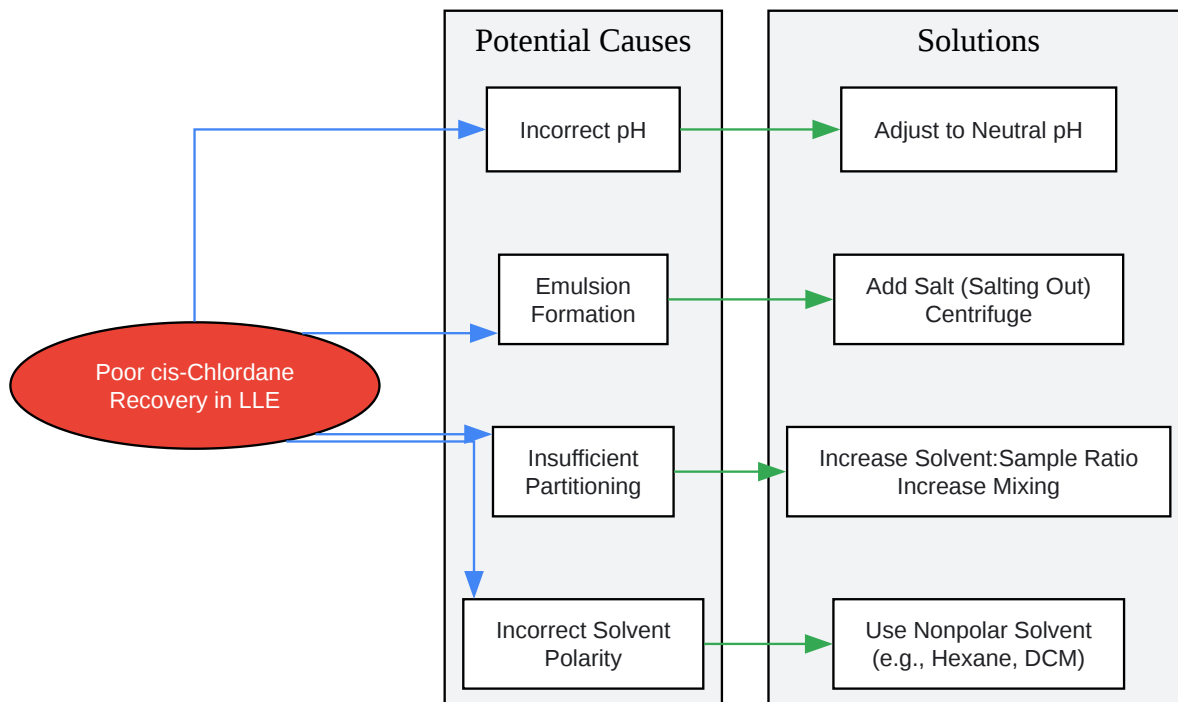 Potential Causes
Solutions
Incorrect pH
Adjust to Neutral pH
Emulsion
Formation
Add Salt (Salting Out)
Centrifuge
Poor cis-Chlordane
Recovery in LLE
Insufficient
Partitioning
Increase Solvent:Sample Ratio
Increase Mixing
Incorrect Solvent
Polarity
Use Nonpolar Solvent
(e.g., Hexane, DCM)